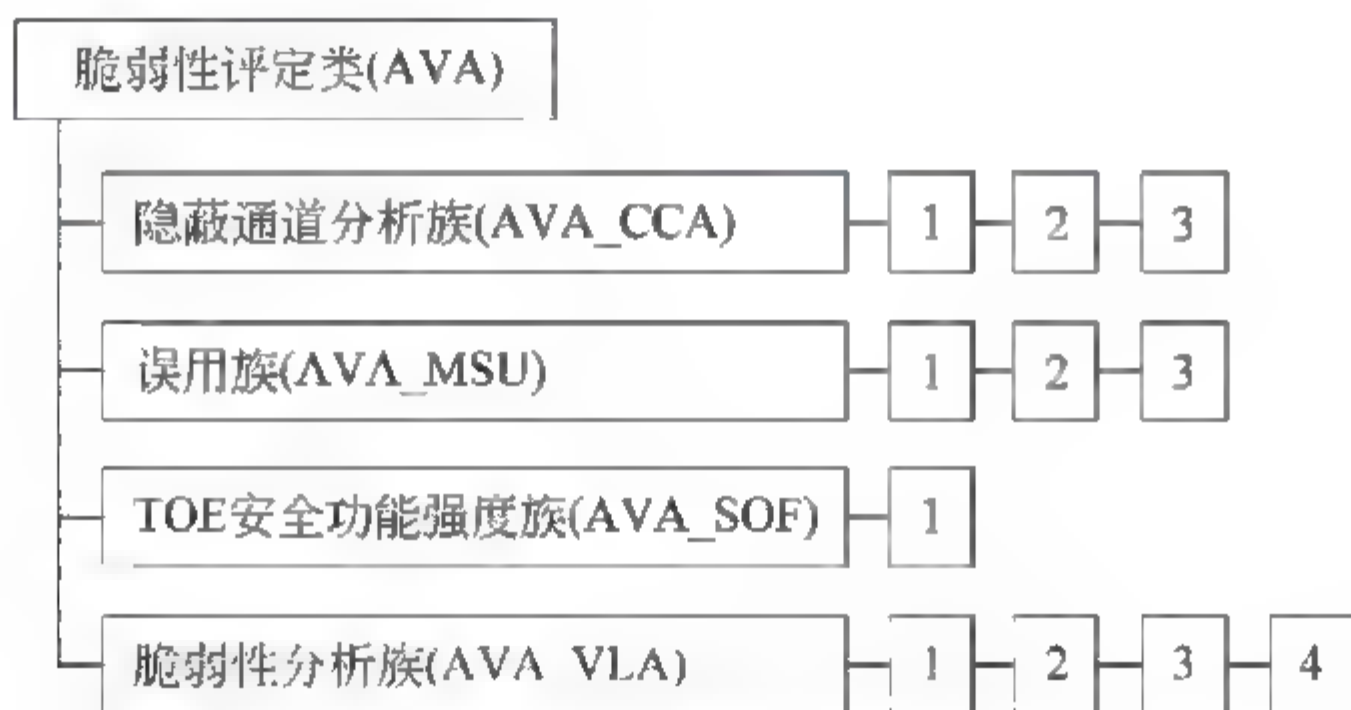 脆弱性评定类(AVA)
隐蔽通道分析族(AVA_CCA) 1 2 3
误用族(AVA_MSU) 1 2 3
TOE安全功能强度族(AVA_SOF) 1
脆弱性分析族(AVA VLA) 1 2 3 4